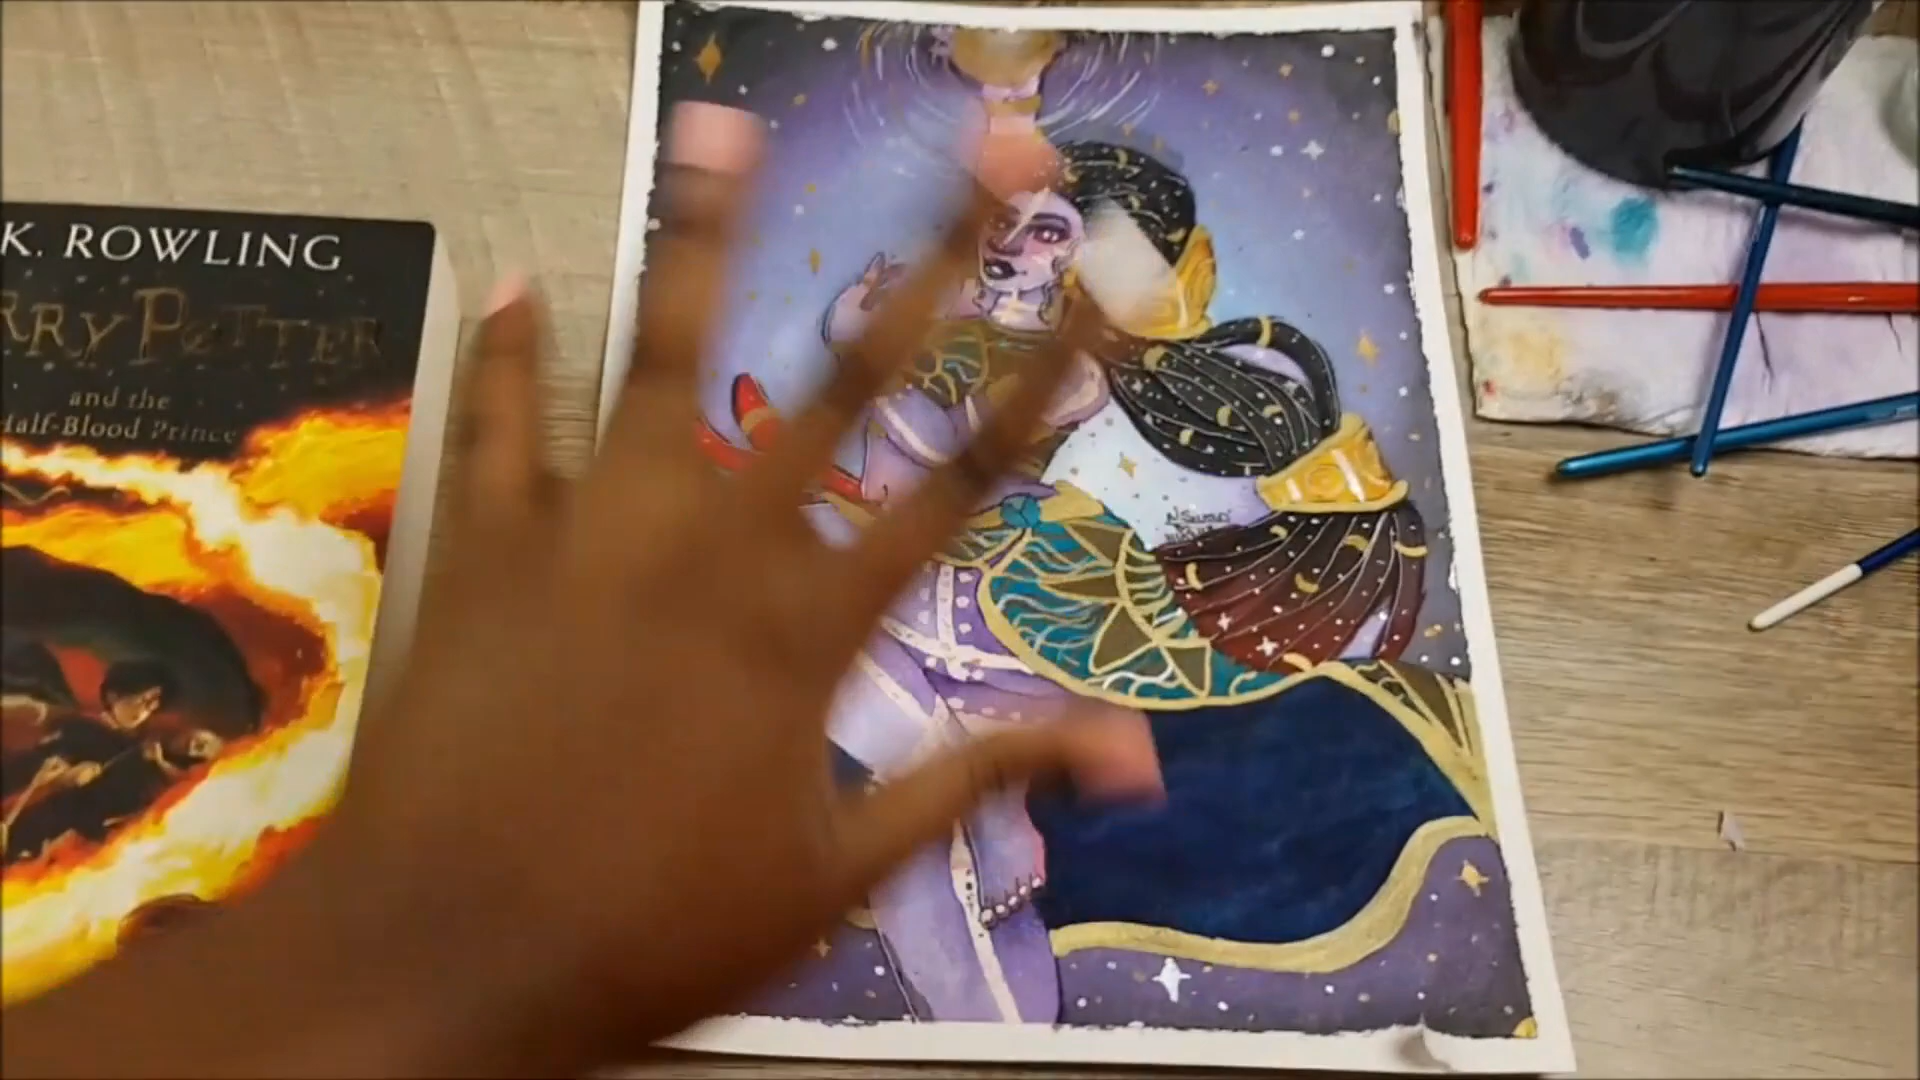 K. ROWLING
RRY POTTER
and the
Half-Blood Prince